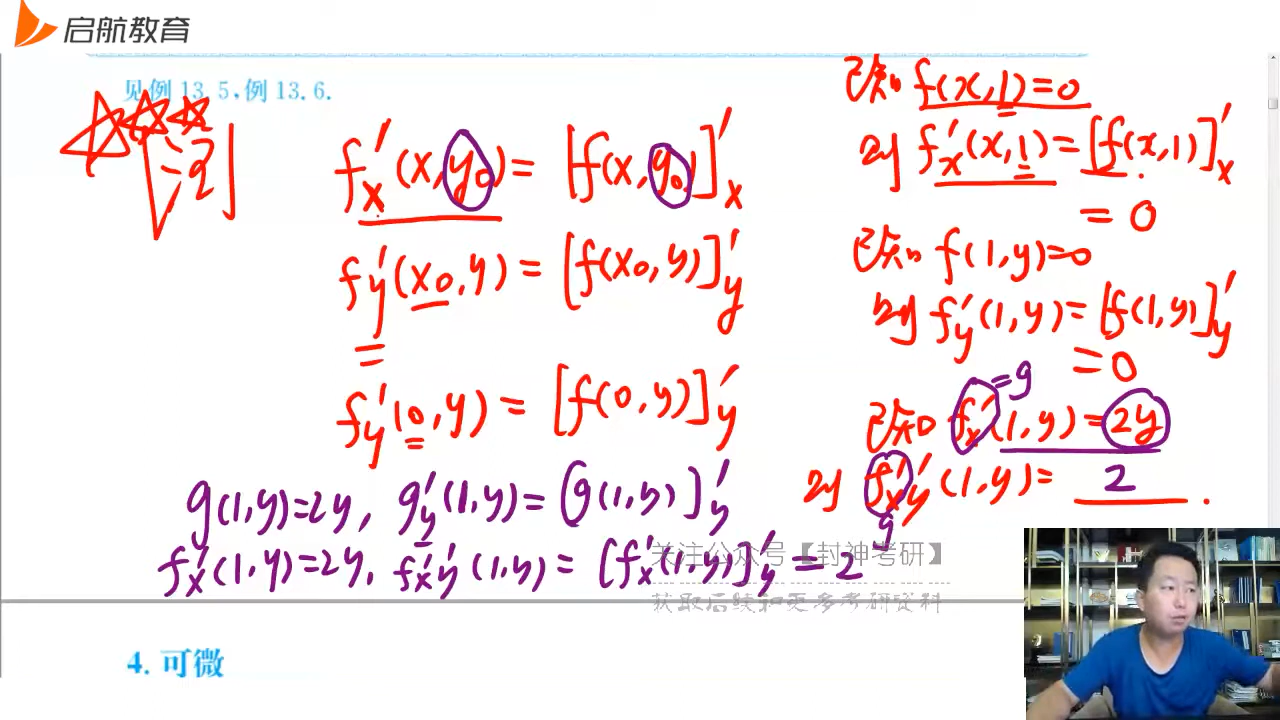 启航教育
见例13.5,例13.6.
f'x(x,y0)=[f(x,y0)]'x
f'y(x0,y)=[f(x0,y)]'y
=
f'y(0,y)=[f(0,y)]'y
g(1,y)=2y, g'y(1,y)=[g(1,y)]'y
f'x(1,y)=2y, f''xy(1,y)=[f'x(1,y)]'y=2
已知 f(x,1)=0
则 f'x(x,1)=[f(x,1)]'x
=0
已知 f(1,y)=0
则 f'y(1,y)=[f(1,y)]'y
=0
=g
已知 f'x(1,y)=2y
则 f''xy(1,y)= 2 .
g
关注公众号【封神考研】
获取后续和更多考研资料
4. 可微